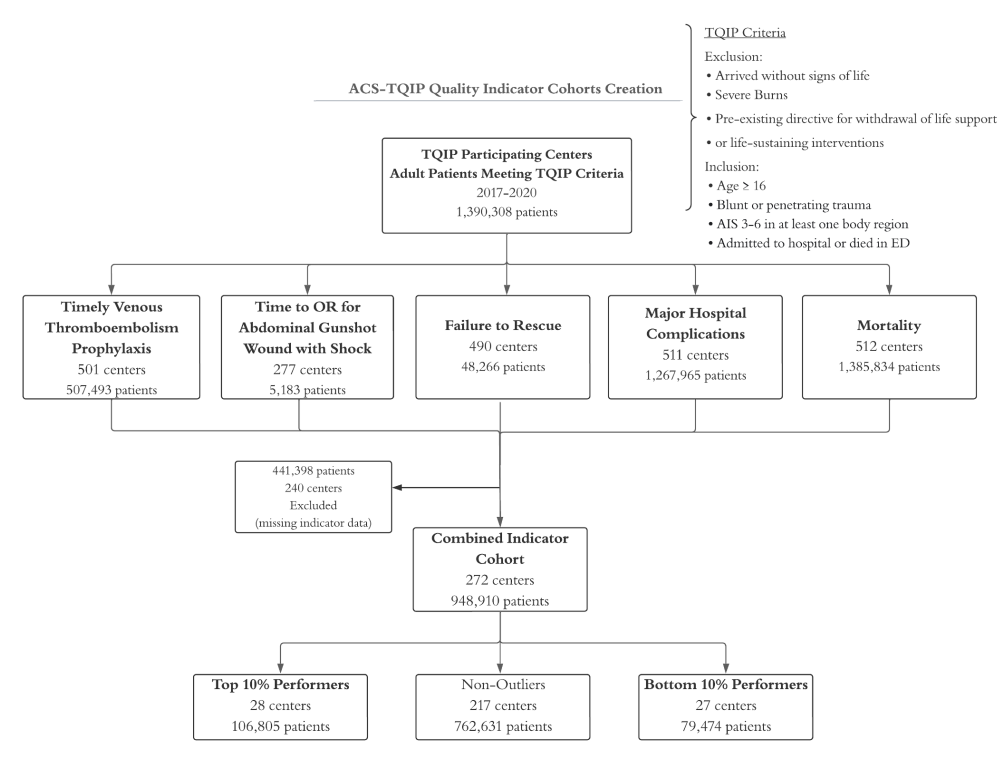 ACS-TQIP Quality Indicator Cohorts Creation
TQIP Criteria
Exclusion:
• Arrived without signs of life
• Severe Burns
• Pre-existing directive for withdrawal of life support
• or life-sustaining interventions
Inclusion:
• Age ≥ 16
• Blunt or penetrating trauma
• AIS 3-6 in at least one body region
• Admitted to hospital or died in ED
TQIP Participating Centers
Adult Patients Meeting TQIP Criteria
2017-2020
1,390,308 patients
Timely Venous
Thromboembolism
Prophylaxis
501 centers
507,493 patients
Time to OR for
Abdominal Gunshot
Wound with Shock
277 centers
5,183 patients
Failure to Rescue
490 centers
48,266 patients
Major Hospital
Complications
511 centers
1,267,965 patients
Mortality
512 centers
1,385,834 patients
441,398 patients
240 centers
Excluded
(missing indicator data)
Combined Indicator
Cohort
272 centers
948,910 patients
Top 10% Performers
28 centers
106,805 patients
Non-Outliers
217 centers
762,631 patients
Bottom 10% Performers
27 centers
79,474 patients